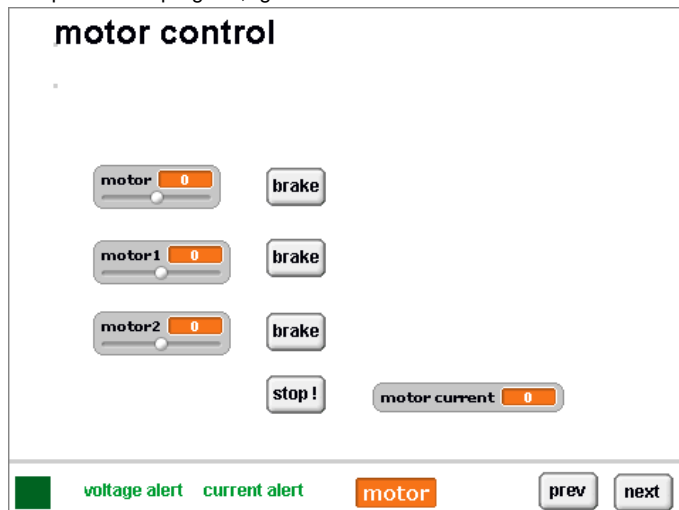 motor control
motor 0 brake
motor1 0 brake
motor2 0 brake
stop! motor current 0
voltage alert current alert motor prev next